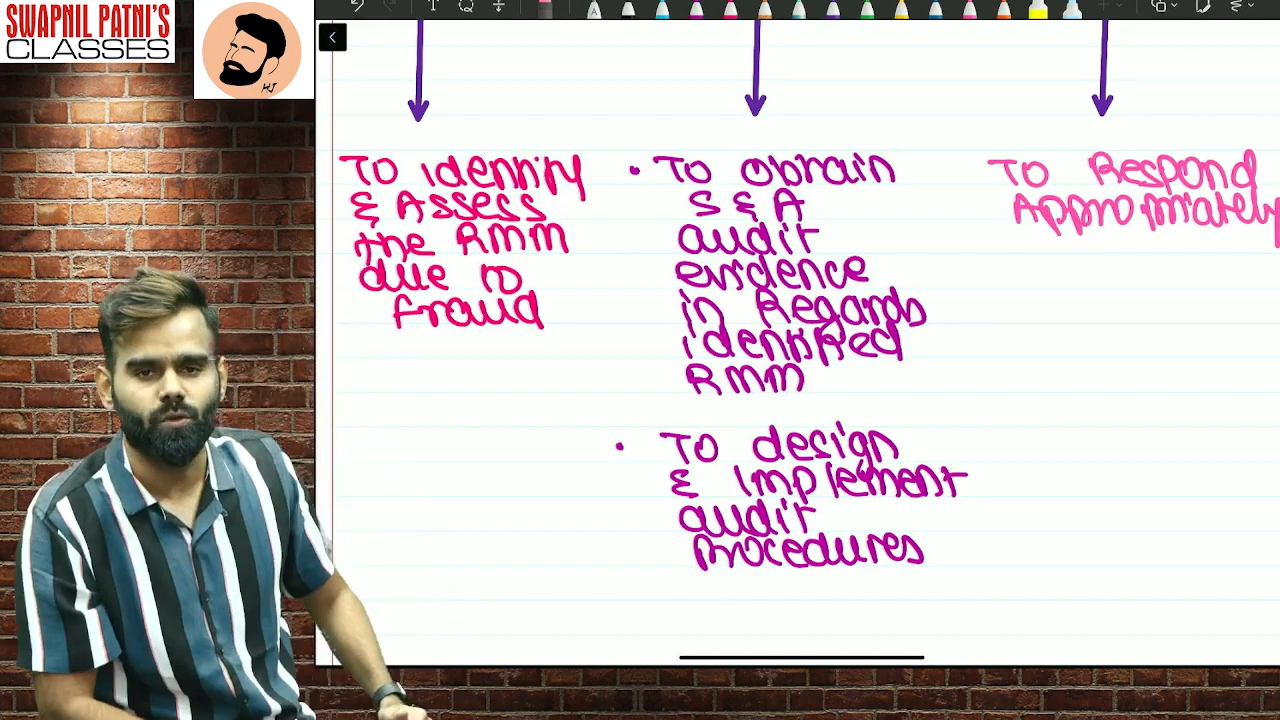 SWAPNIL PATNI'S
CLASSES
HJ
To Identify
& Assess
the RMM
due to
fraud
• To Obtain
S & A
audit
evidence
in Regards
identified
RMM
• To design
& Implement
audit
Procedures
To Respond
Appropriately